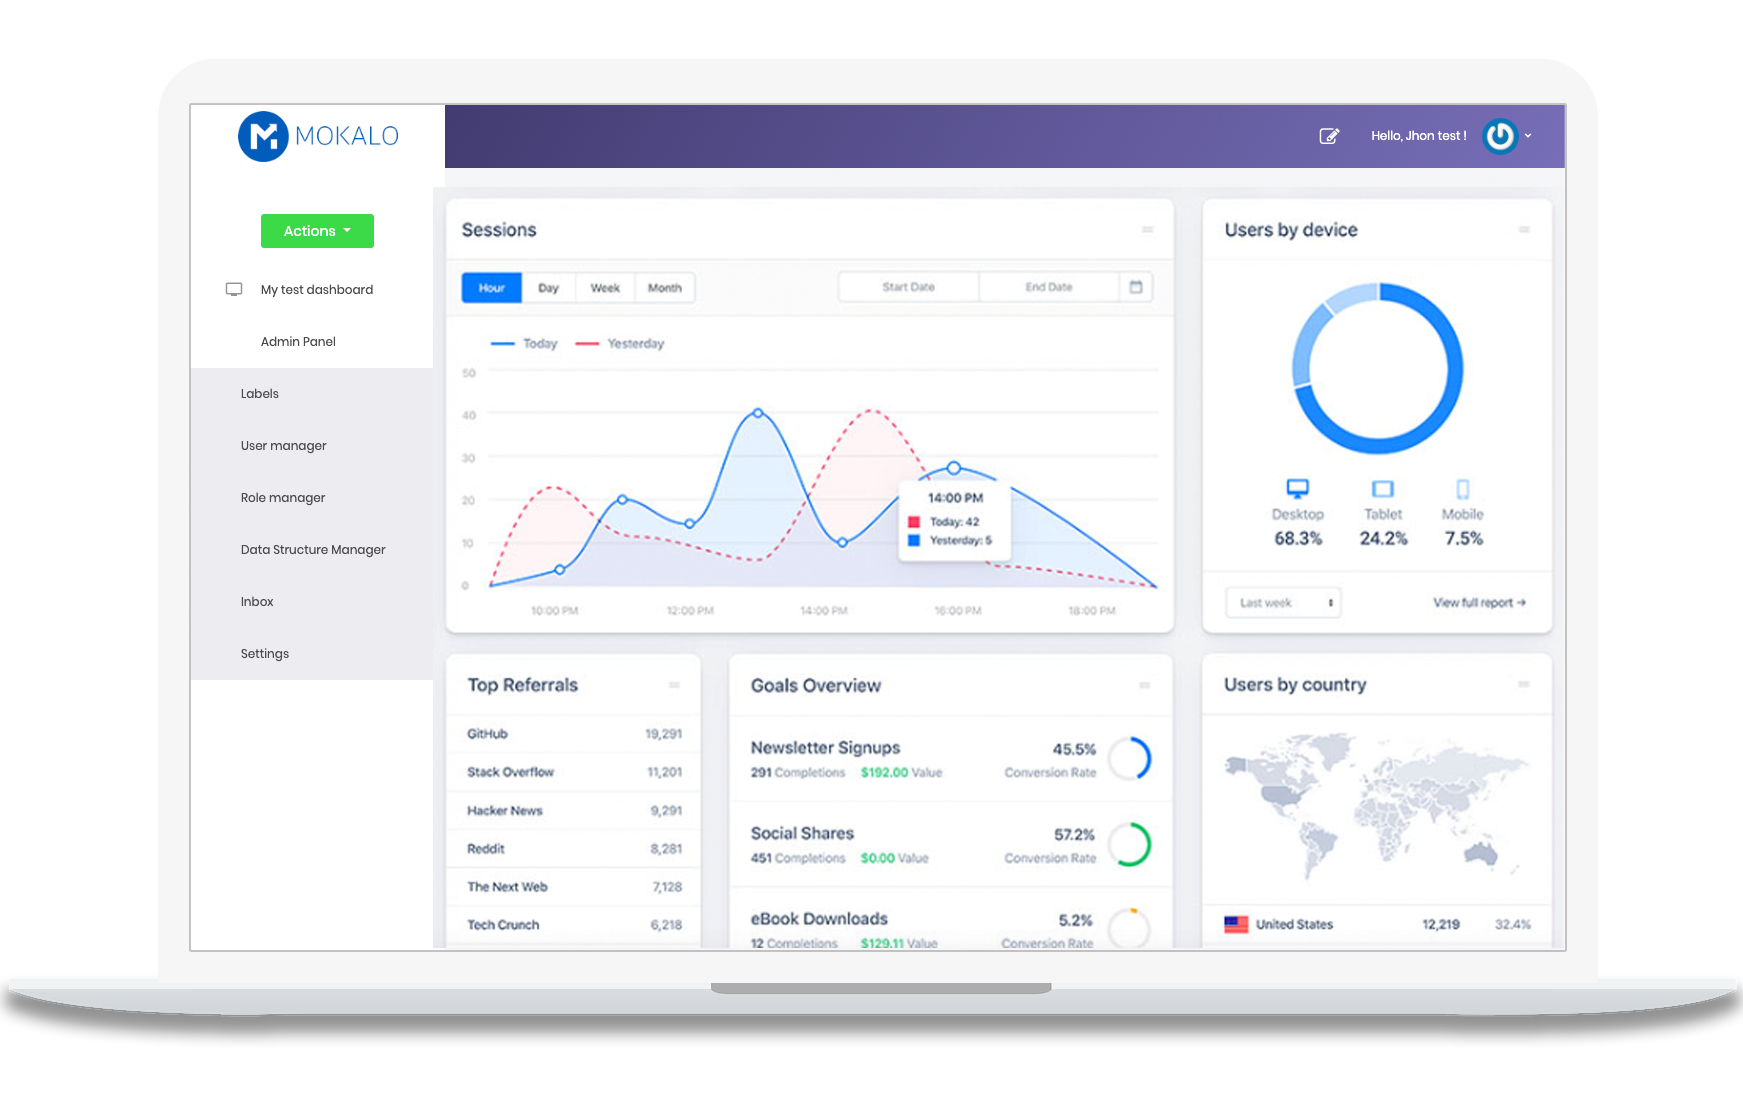 MOKALO
Hello, Jhon test !
Actions
My test dashboard
Admin Panel
Labels
User manager
Role manager
Data Structure Manager
Inbox
Settings
Sessions
Hour Day Week Month Start Date End Date
Today Yesterday
50
40
30
20
10
0
14:00 PM
Today: 42
Yesterday: 5
10:00 PM 12:00 PM 14:00 PM 16:00 PM 18:00 PM
Users by device
Desktop Tablet Mobile
68.3% 24.2% 7.5%
Last week View full report →
Top Referrals
GitHub 19,291
Stack Overflow 11,201
Hacker News 9,291
Reddit 8,281
The Next Web 7,128
Tech Crunch 6,218
Goals Overview
Newsletter Signups 45.5%
291 Completions $192.00 Value Conversion Rate
Social Shares 57.2%
451 Completions $0.00 Value Conversion Rate
eBook Downloads 5.2%
12 Completions $129.11 Value Conversion Rate
Users by country
United States 12,219 32.4%